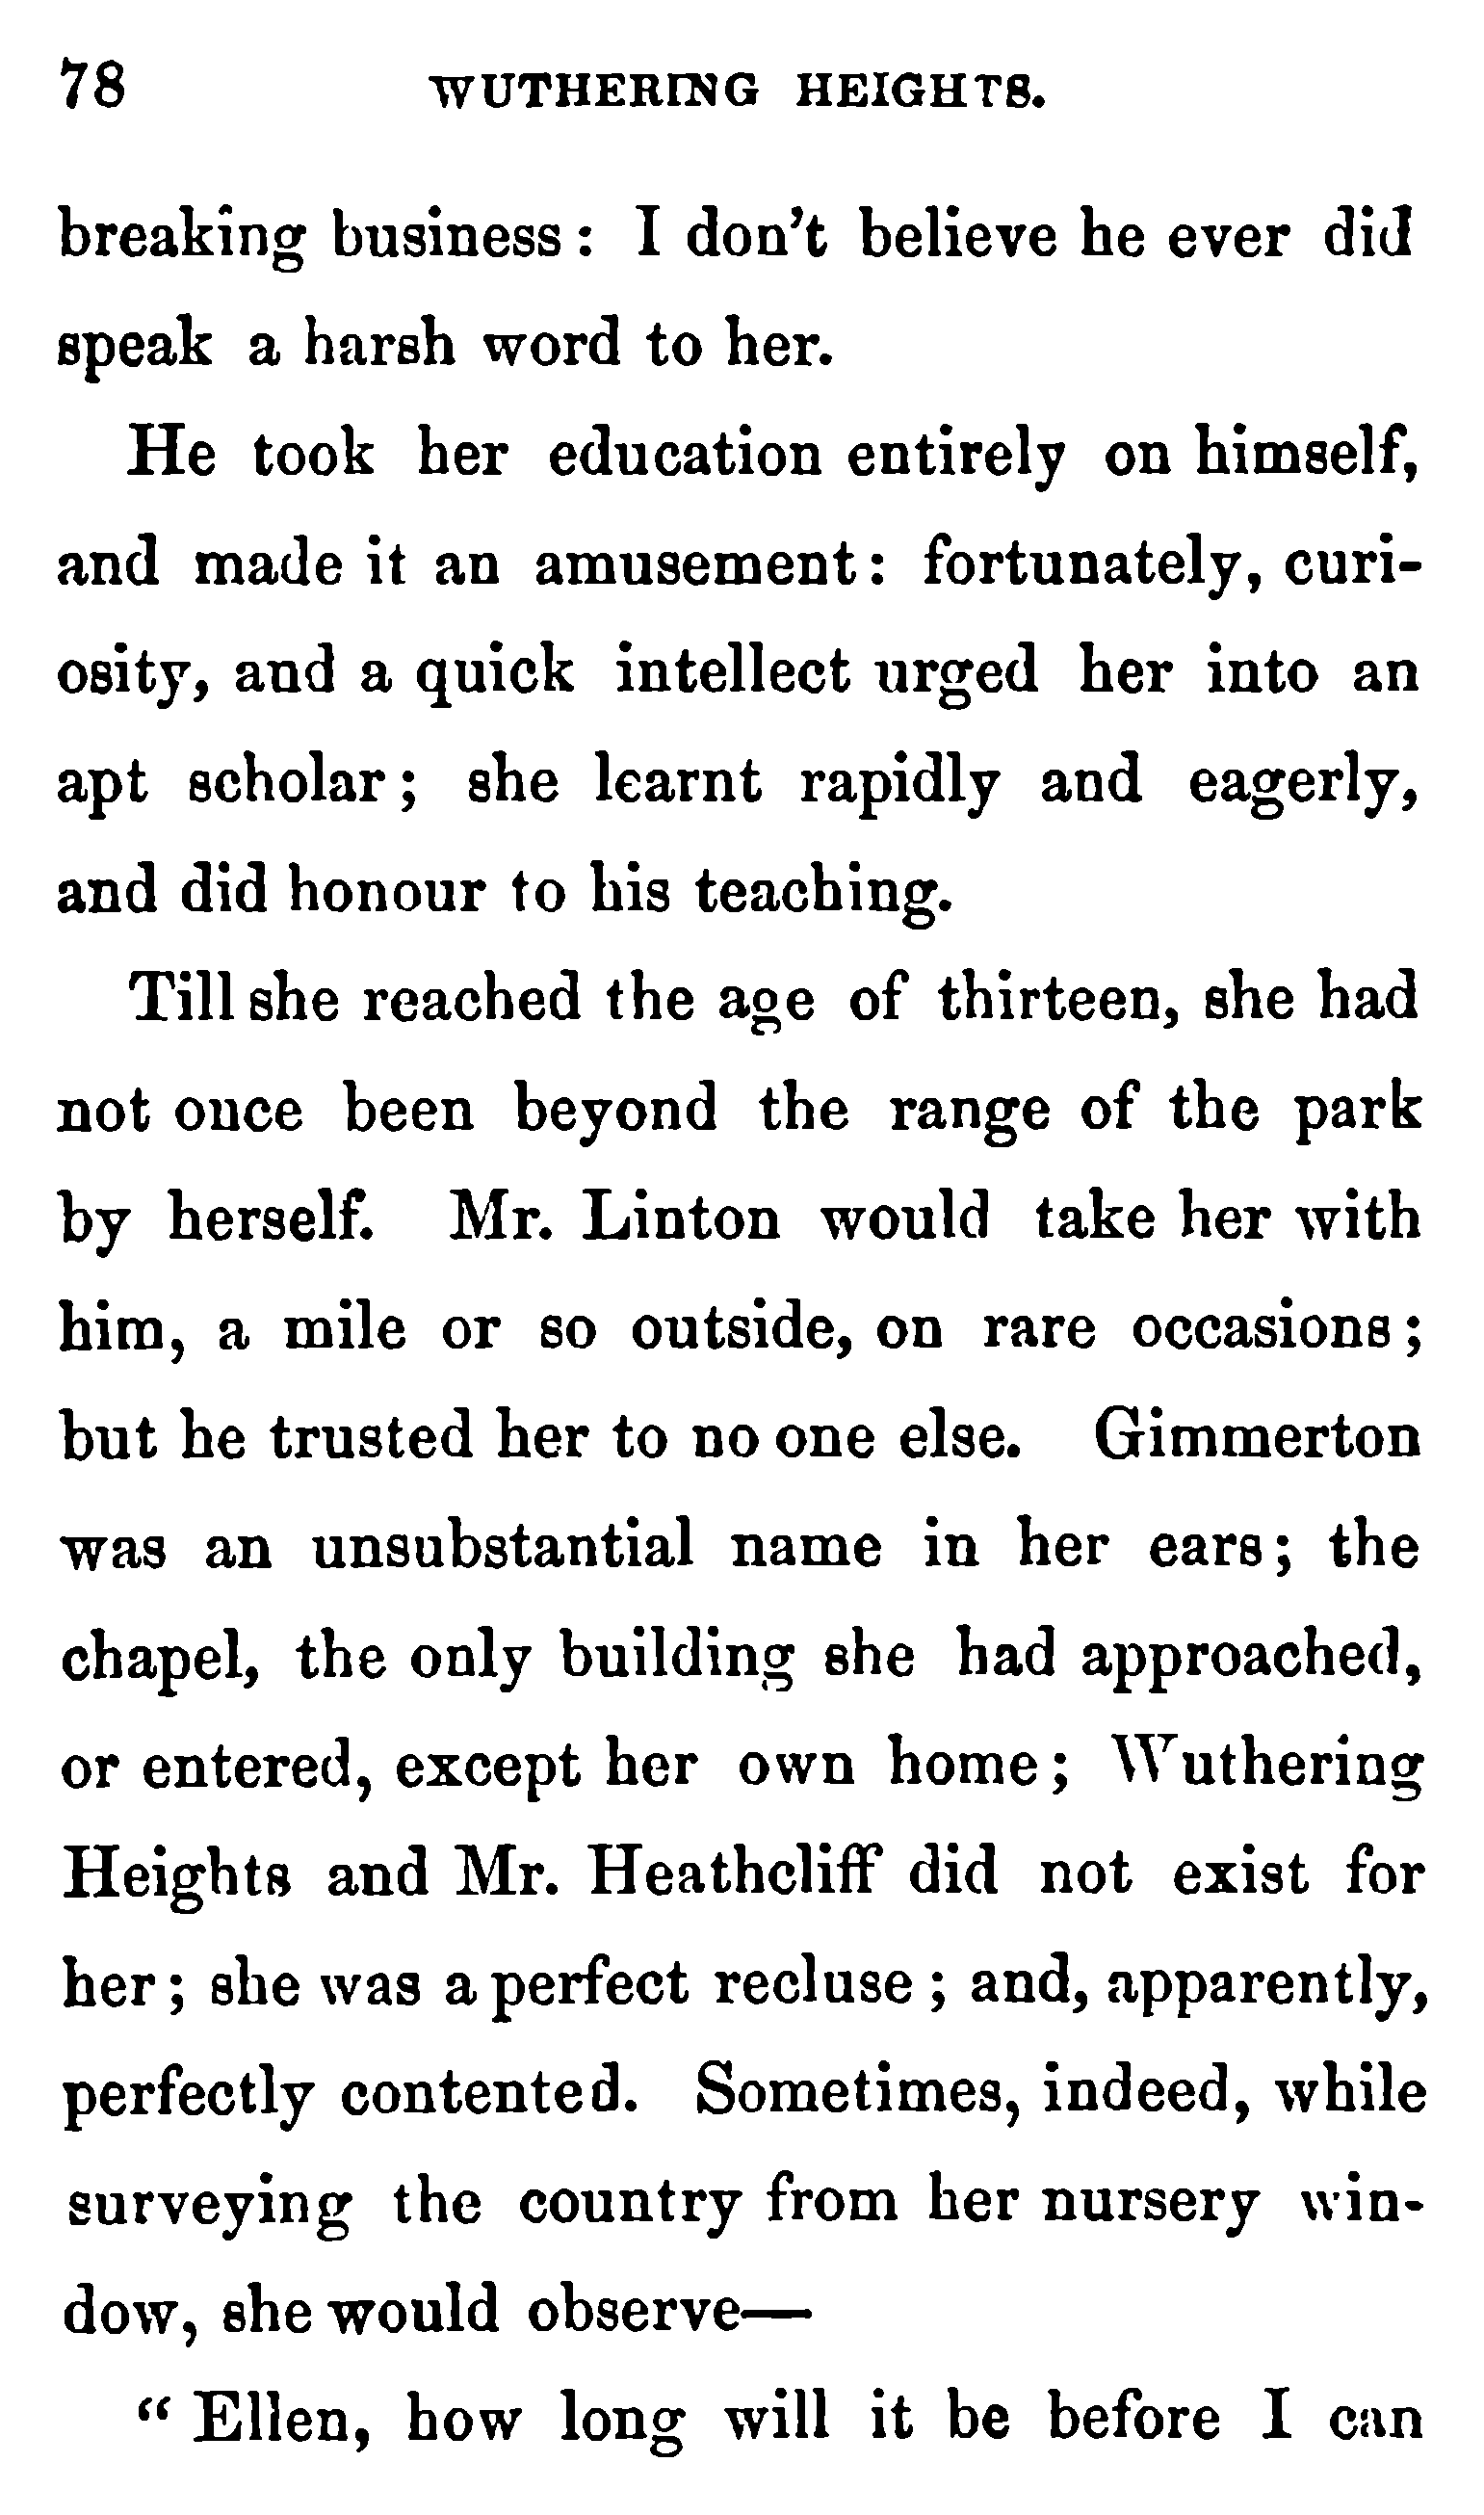 78 WUTHERING HEIGHTS.
breaking business: I don't believe he ever did
speak a harsh word to her.
He took her education entirely on himself,
and made it an amusement: fortunately, curi-
osity, and a quick intellect urged her into an
apt scholar; she learnt rapidly and eagerly,
and did honour to his teaching.
Till she reached the age of thirteen, she had
not once been beyond the range of the park
by herself. Mr. Linton would take her with
him, a mile or so outside, on rare occasions;
but he trusted her to no one else. Gimmerton
was an unsubstantial name in her ears; the
chapel, the only building she had approached,
or entered, except her own home; Wuthering
Heights and Mr. Heathcliff did not exist for
her; she was a perfect recluse; and, apparently,
perfectly contented. Sometimes, indeed, while
surveying the country from her nursery win-
dow, she would observe—
"Ellen, how long will it be before I can